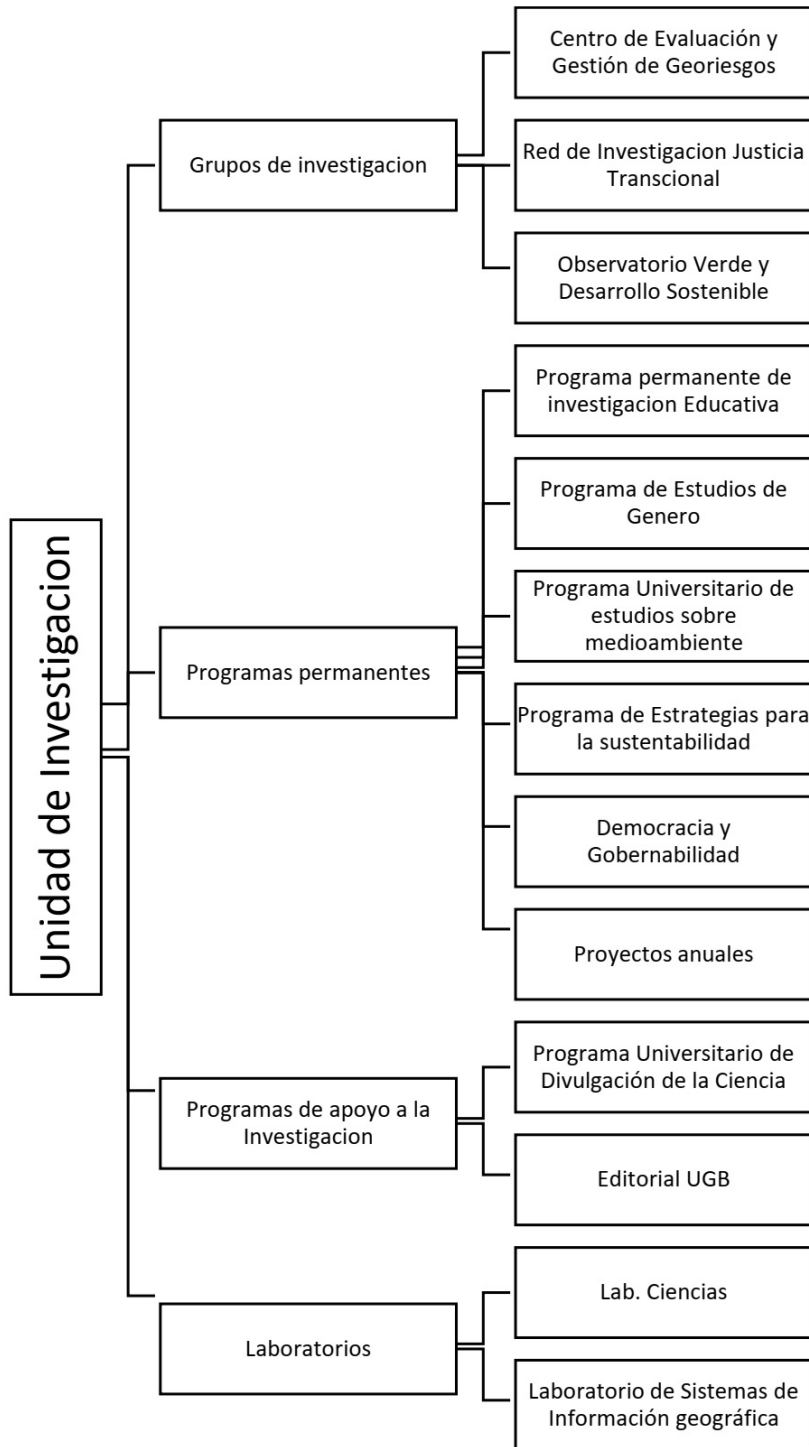 Unidad de Investigacion
Grupos de investigacion
Centro de Evaluación y
Gestión de Georiesgos
Red de Investigacion Justicia
Transcional
Observatorio Verde y
Desarrollo Sostenible
Programas permanentes
Programa permanente de
investigacion Educativa
Programa de Estudios de
Genero
Programa Universitario de
estudios sobre
medioambiente
Programa de Estrategias para
la sustentabilidad
Democracia y
Gobernabilidad
Proyectos anuales
Programas de apoyo a la
Investigacion
Programa Universitario de
Divulgación de la Ciencia
Editorial UGB
Laboratorios
Lab. Ciencias
Laboratorio de Sistemas de
Información geográfica